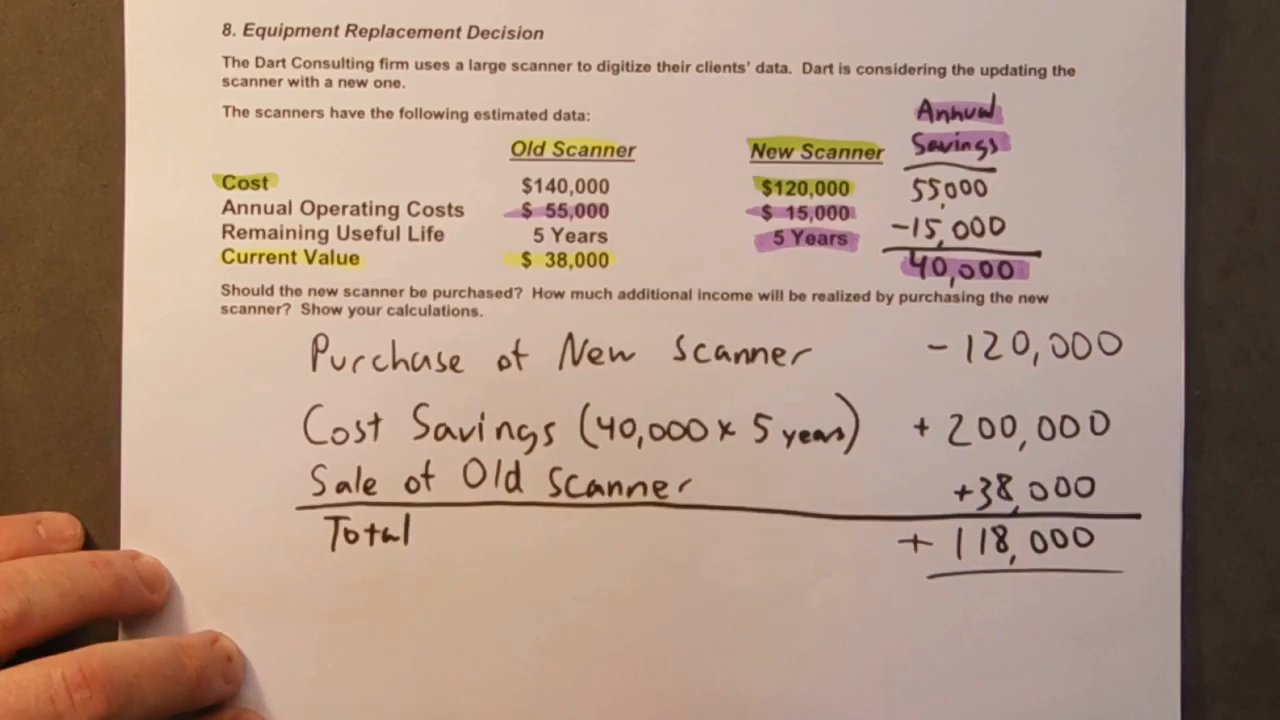 8. Equipment Replacement Decision
The Dart Consulting firm uses a large scanner to digitize their clients' data. Dart is considering the updating the
scanner with a new one.
The scanners have the following estimated data:
Annual
Old Scanner New Scanner Savings
Cost $140,000 $120,000 55,000
Annual Operating Costs $ 55,000 $ 15,000 -15,000
Remaining Useful Life 5 Years 5 Years
Current Value $ 38,000 40,000
Should the new scanner be purchased? How much additional income will be realized by purchasing the new
scanner? Show your calculations.
Purchase of New Scanner - 120,000
Cost Savings (40,000 x 5 years) + 200,000
Sale of Old Scanner +38,000
Total + 118,000